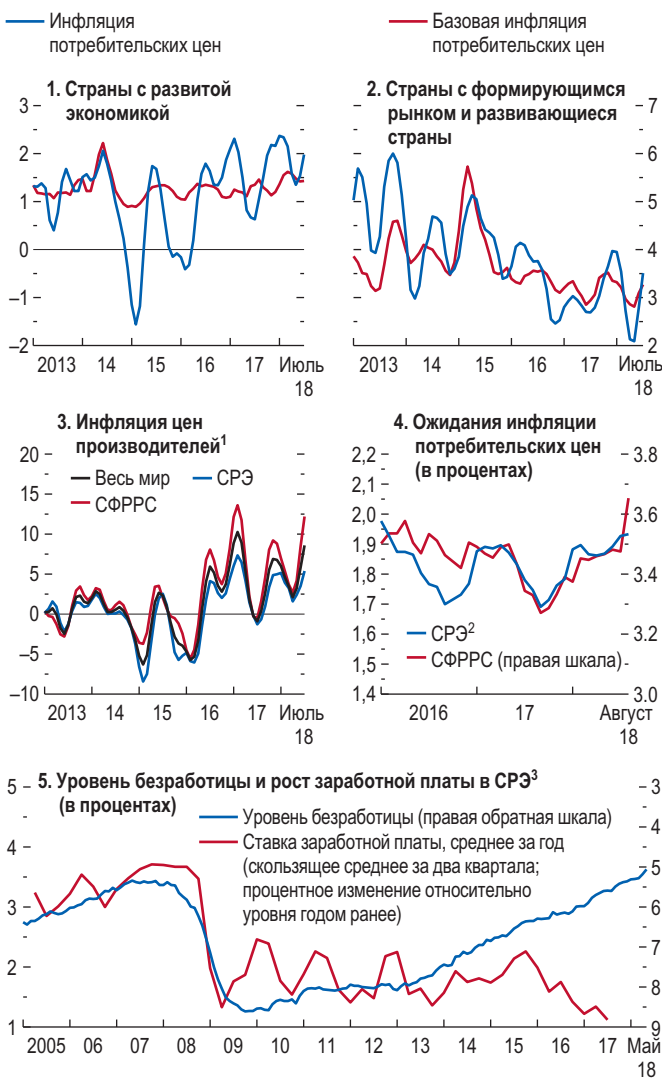 Инфляция
потребительских цен
Базовая инфляция
потребительских цен
1. Страны с развитой
экономикой
3
2
1
0
–1
–2
2013 14 15 16 17 Июль
18
2. Страны с формирующимся
рынком и развивающиеся
страны
7
6
5
4
3
2
2013 14 15 16 17 Июль
18
3. Инфляция цен
производителей¹
20
15
10
5
0
–5
–10
Весь мир
СРЭ
СФРРС
2013 14 15 16 17 Июль
18
4. Ожидания инфляции
потребительских цен
(в процентах)
2,2
2,1
2,0
1,9
1,8
1,7
1,6
1,5
1,4
3.8
3.6
3.4
3.2
3.0
СРЭ²
СФРРС (правая шкала)
2016 17 Август
18
5. Уровень безработицы и рост заработной платы в СРЭ³
(в процентах)
5
4
3
2
1
3
4
5
6
7
8
9
Уровень безработицы (правая обратная шкала)
Ставка заработной платы, среднее за год
(скользящее среднее за два квартала;
процентное изменение относительно
уровня годом ранее)
2005 06 07 08 09 10 11 12 13 14 15 16 17 Май
18